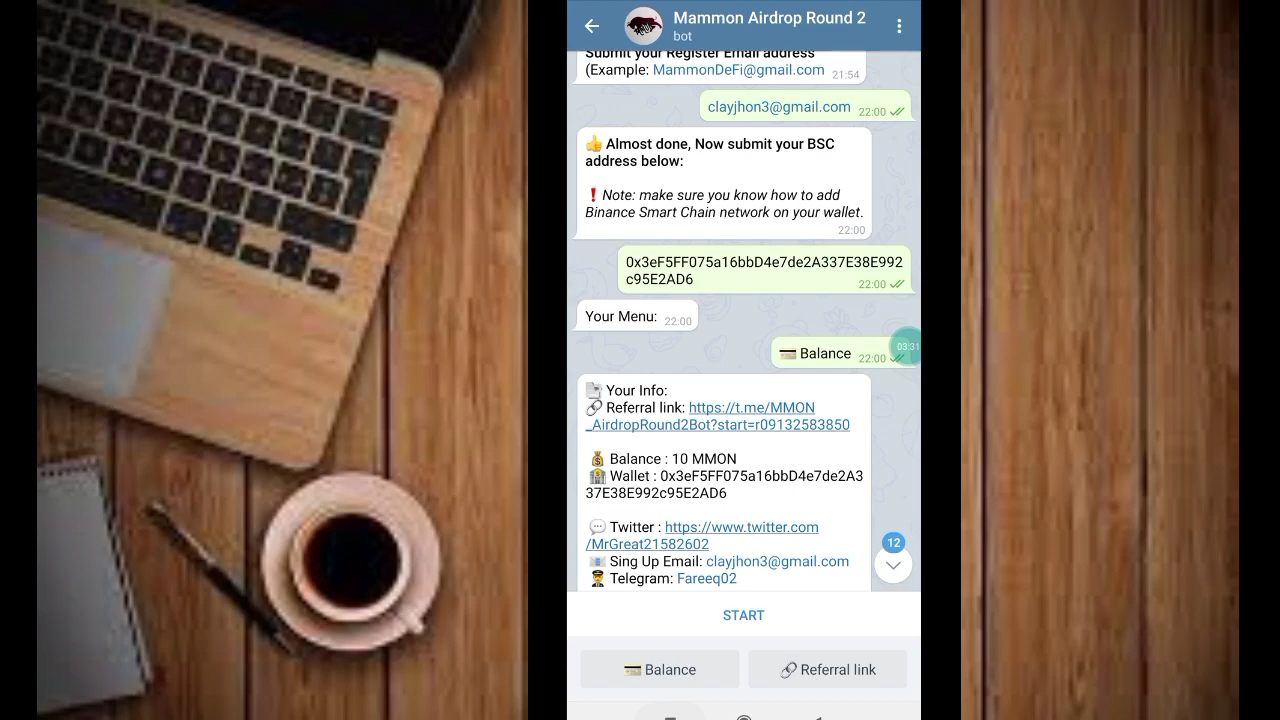 Mammon Airdrop Round 2
bot
Submit your Register Email address
(Example: MammonDeFi@gmail.com 21:54
clayjhon3@gmail.com 22:00
👍 Almost done, Now submit your BSC
address below:
❗ Note: make sure you know how to add
Binance Smart Chain network on your wallet.
22:00
0x3eF5FF075a16bbD4e7de2A337E38E992
c95E2AD6 22:00
Your Menu: 22:00
💳 Balance 22:00
03:31
Your Info:
🔗 Referral link: https://t.me/MMON
_AirdropRound2Bot?start=r09132583850
💰 Balance : 10 MMON
🏦 Wallet : 0x3eF5FF075a16bbD4e7de2A3
37E38E992c95E2AD6
💬 Twitter : https://www.twitter.com
/MrGreat21582602
📧 Sing Up Email: clayjhon3@gmail.com
Telegram: Fareeq02
12
START
💳 Balance
🔗 Referral link